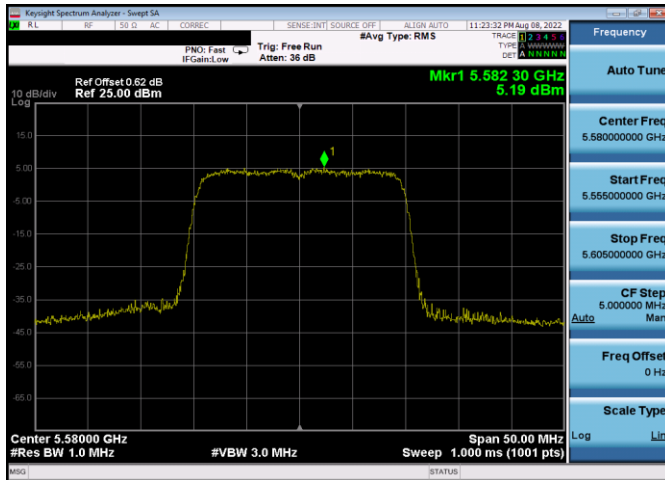 Keysight Spectrum Analyzer - Swept SA
LXI RL RF 50 Ω AC CORREC SENSE:INT SOURCE OFF ALIGN AUTO 11:23:32 PM Aug 08, 2022
#Avg Type: RMS TRACE 1 2 3 4 5 6
PNO: Fast Trig: Free Run TYPE A WWWWW
IFGain:Low Atten: 36 dB DET A N N N N N
Frequency
Mkr1 5.582 30 GHz
5.19 dBm
Ref Offset 0.62 dB
10 dB/div Ref 25.00 dBm
Log
15.0
5.00
1
-5.00
-15.0
-25.0
-35.0
-45.0
-55.0
-65.0
Center 5.58000 GHz Span 50.00 MHz
#Res BW 1.0 MHz #VBW 3.0 MHz Sweep 1.000 ms (1001 pts)
Auto Tune
Center Freq
5.580000000 GHz
Start Freq
5.555000000 GHz
Stop Freq
5.605000000 GHz
CF Step
5.000000 MHz
Auto Man
Freq Offset
0 Hz
Scale Type
Log Lin
MSG STATUS